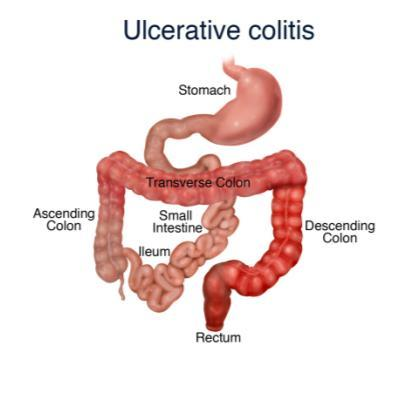 Ulcerative colitis
Stomach
Transverse Colon
Ascending
Colon
Small
Intestine
Descending
Colon
Ileum
Rectum